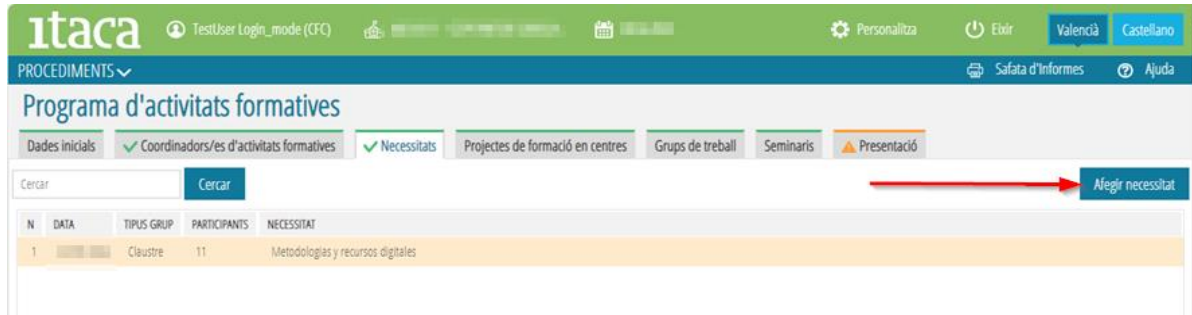 itaca TestUser Login_mode (CFC) Personalitza Eixir Valencià Castellano
PROCEDIMENTS Safata d'Informes Ajuda
Programa d'activitats formatives
Dades inicials Coordinadors/es d'activitats formatives Necessitats Projectes de formació en centres Grups de treball Seminaris Presentació
Cercar Cercar Afegir necessitat
N DATA TIPUS GRUP PARTICIPANTS NECESSITAT
1 Claustre 11 Metodologias y recursos digitales